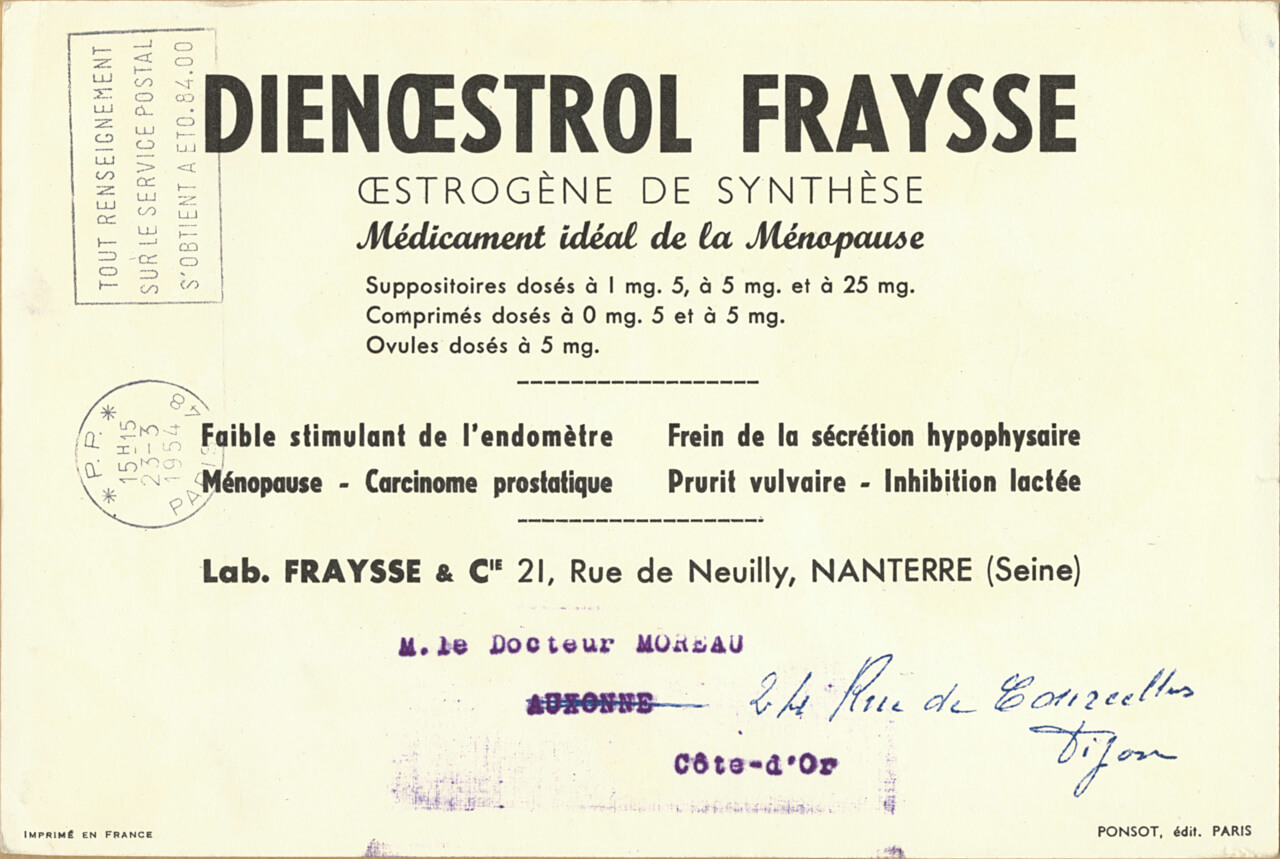 TOUT RENSEIGNEMENT
SUR LE SERVICE POSTAL
S'OBTIENT A ETO.84.00
DIENŒSTROL FRAYSSE
ŒSTROGÈNE DE SYNTHÈSE
Médicament idéal de la Ménopause
Suppositoires dosés à 1 mg. 5, à 5 mg. et à 25 mg.
Comprimés dosés à 0 mg. 5 et à 5 mg.
Ovules dosés à 5 mg.
* P.P. *
15H15
23-3
1954
PARIS 8 V
Faible stimulant de l'endomètre Frein de la sécrétion hypophysaire
Ménopause - Carcinome prostatique Prurit vulvaire - Inhibition lactée
Lab. FRAYSSE & CIE 21, Rue de Neuilly, NANTERRE (Seine)
M. le Docteur MOREAU
AUXONNE 24 Rue de Courcelles
Dijon
Côte-d'Or
IMPRIMÉ EN FRANCE
PONSOT, édit. PARIS